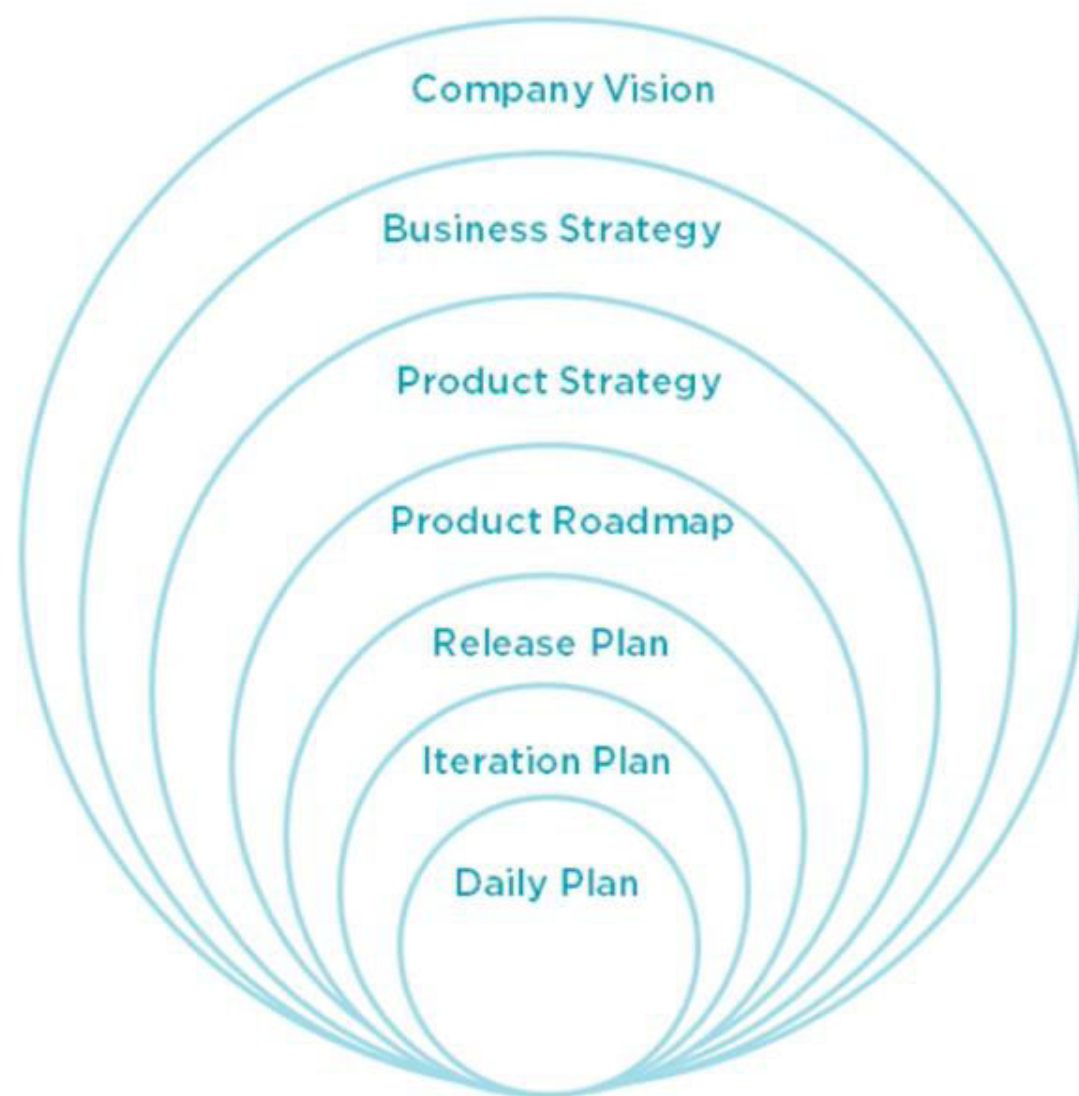 Company Vision
Business Strategy
Product Strategy
Product Roadmap
Release Plan
Iteration Plan
Daily Plan